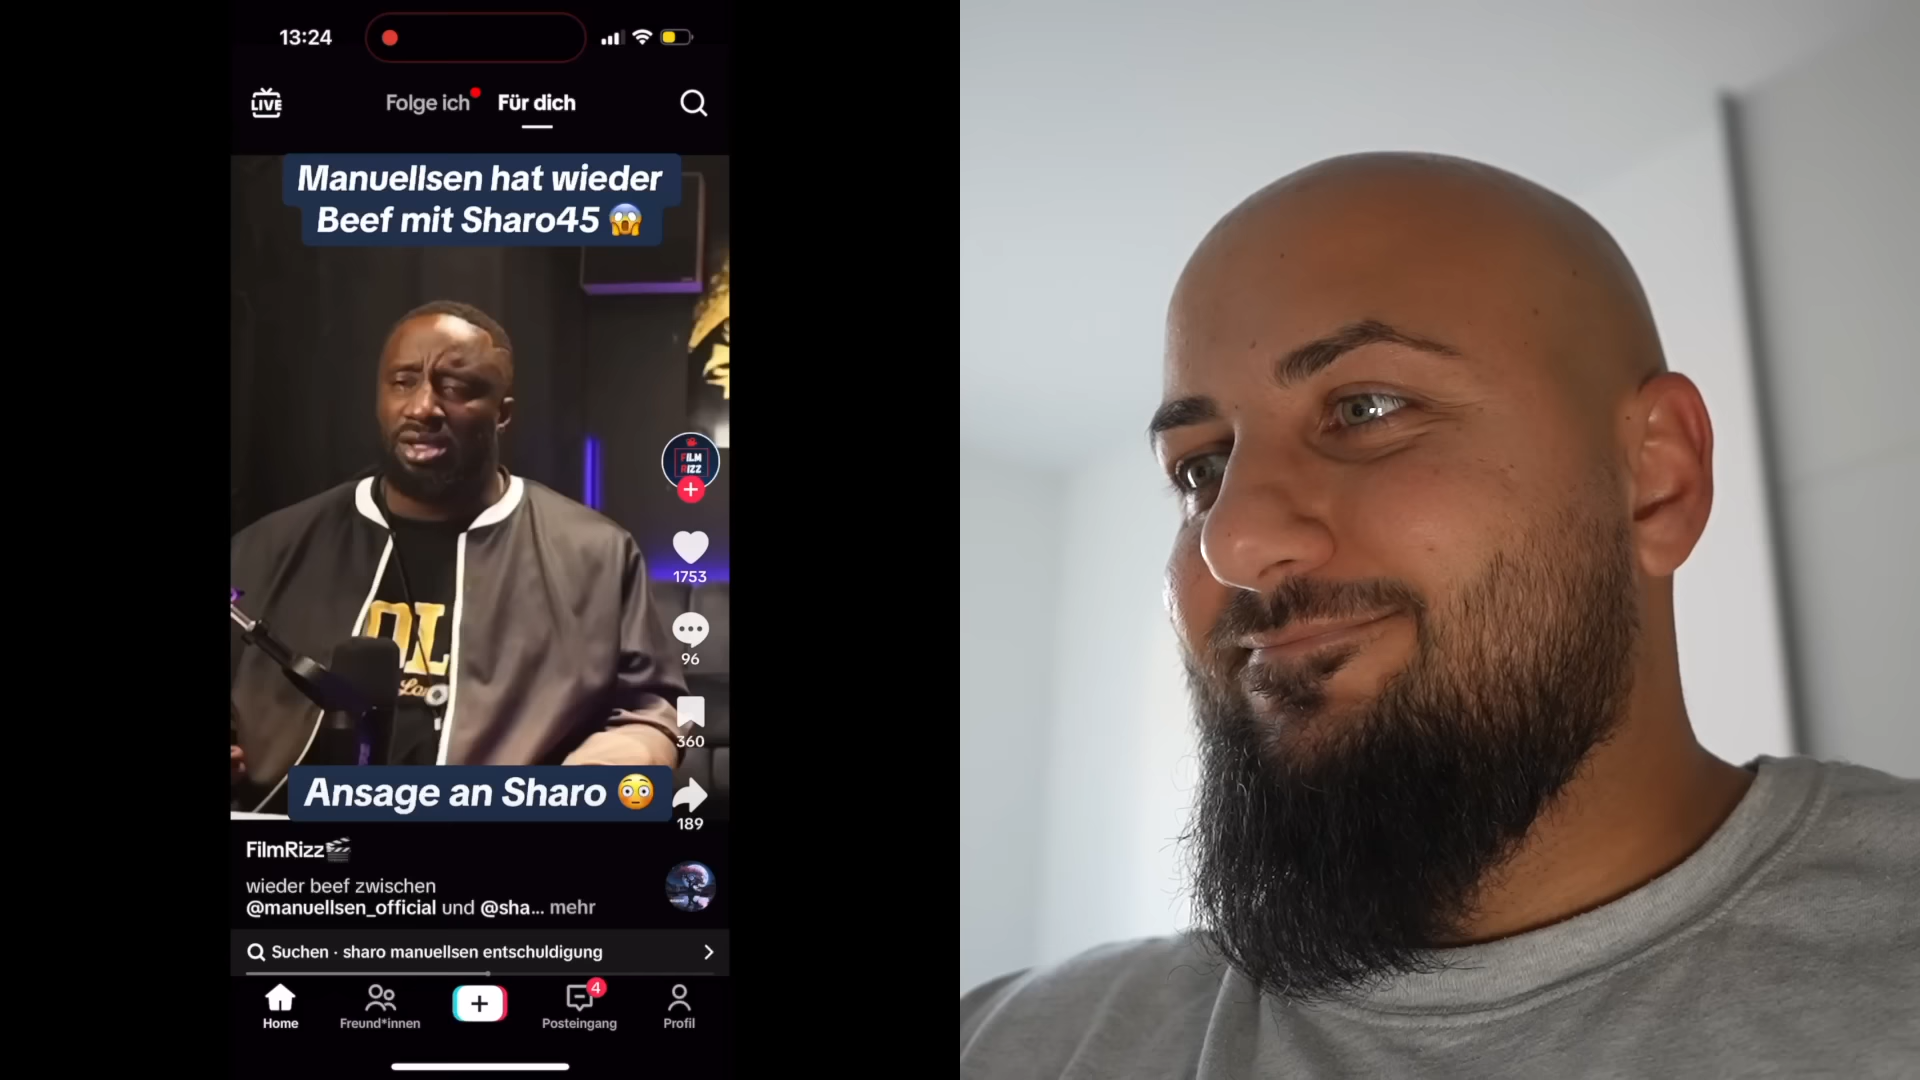 13:24
LIVE
Folge ich
Für dich
Manuellsen hat wieder
Beef mit Sharo45 😱
FILM
RIZZ
1753
96
360
Ansage an Sharo 😳
189
FilmRizz🎬
wieder beef zwischen
@manuellsen_official und @sha... mehr
Suchen · sharo manuellsen entschuldigung
Home
Freund*innen
4
Posteingang
Profil